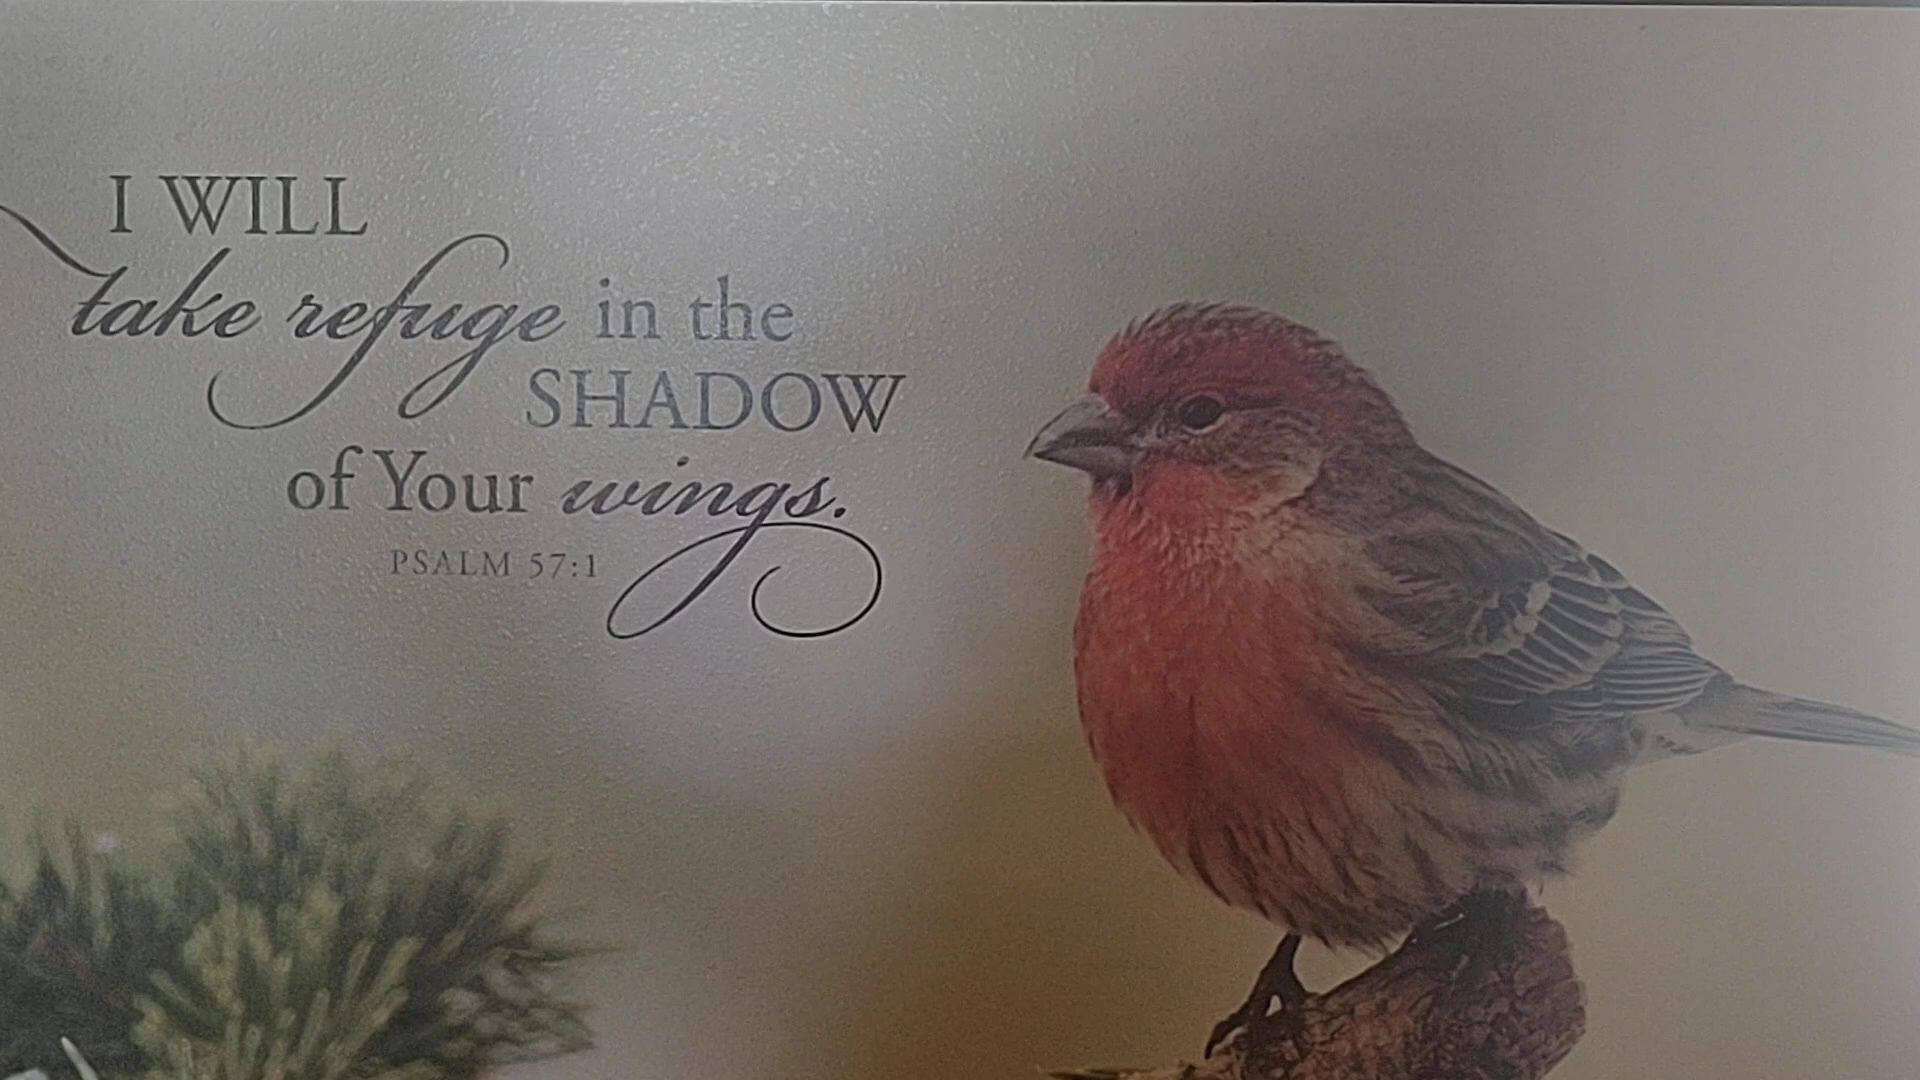 I WILL
take refuge in the
SHADOW
of Your wings.
PSALM 57:1